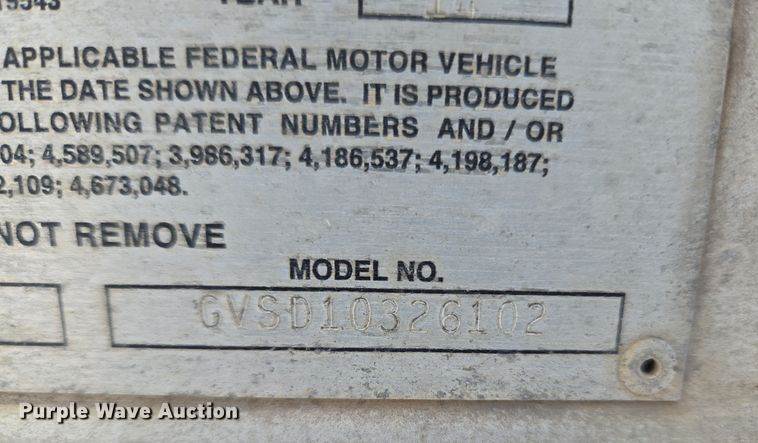 14
APPLICABLE FEDERAL MOTOR VEHICLE
THE DATE SHOWN ABOVE. IT IS PRODUCED
OLLOWING PATENT NUMBERS AND / OR
04; 4,589,507; 3,986,317; 4,186,537; 4,198,187;
2,109; 4,673,048.
NOT REMOVE
MODEL NO.
GVSD10326102
Purple Wave Auction